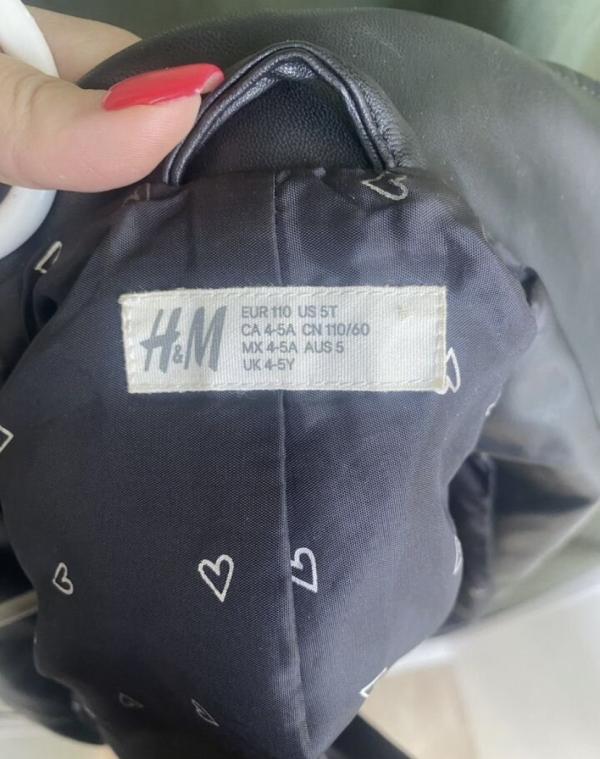 H&M
EUR 110 US 5T
CA 4-5A CN 110/60
MX 4-5A AUS 5
UK 4-5Y